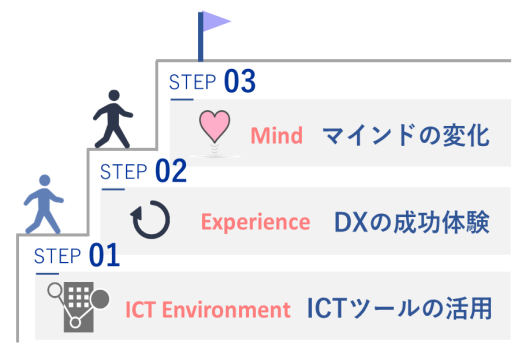 STEP 03
Mind マインドの変化
STEP 02
Experience DXの成功体験
STEP 01
ICT Environment ICTツールの活用